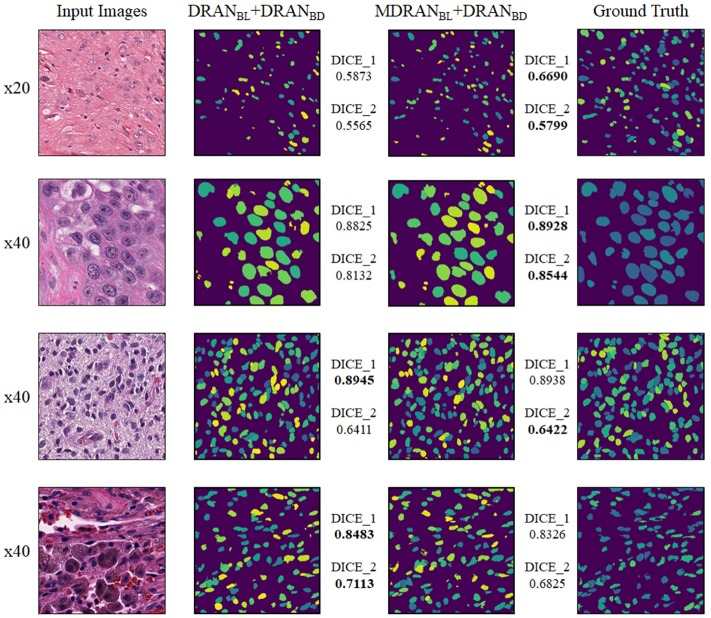 Input Images
DRAN_BL+DRAN_BD
MDRAN_BL+DRAN_BD
Ground Truth
x20
DICE_1
0.5873
DICE_2
0.5565
DICE_1
0.6690
DICE_2
0.5799
x40
DICE_1
0.8825
DICE_2
0.8132
DICE_1
0.8928
DICE_2
0.8544
x40
DICE_1
0.8945
DICE_2
0.6411
DICE_1
0.8938
DICE_2
0.6422
x40
DICE_1
0.8483
DICE_2
0.7113
DICE_1
0.8326
DICE_2
0.6825